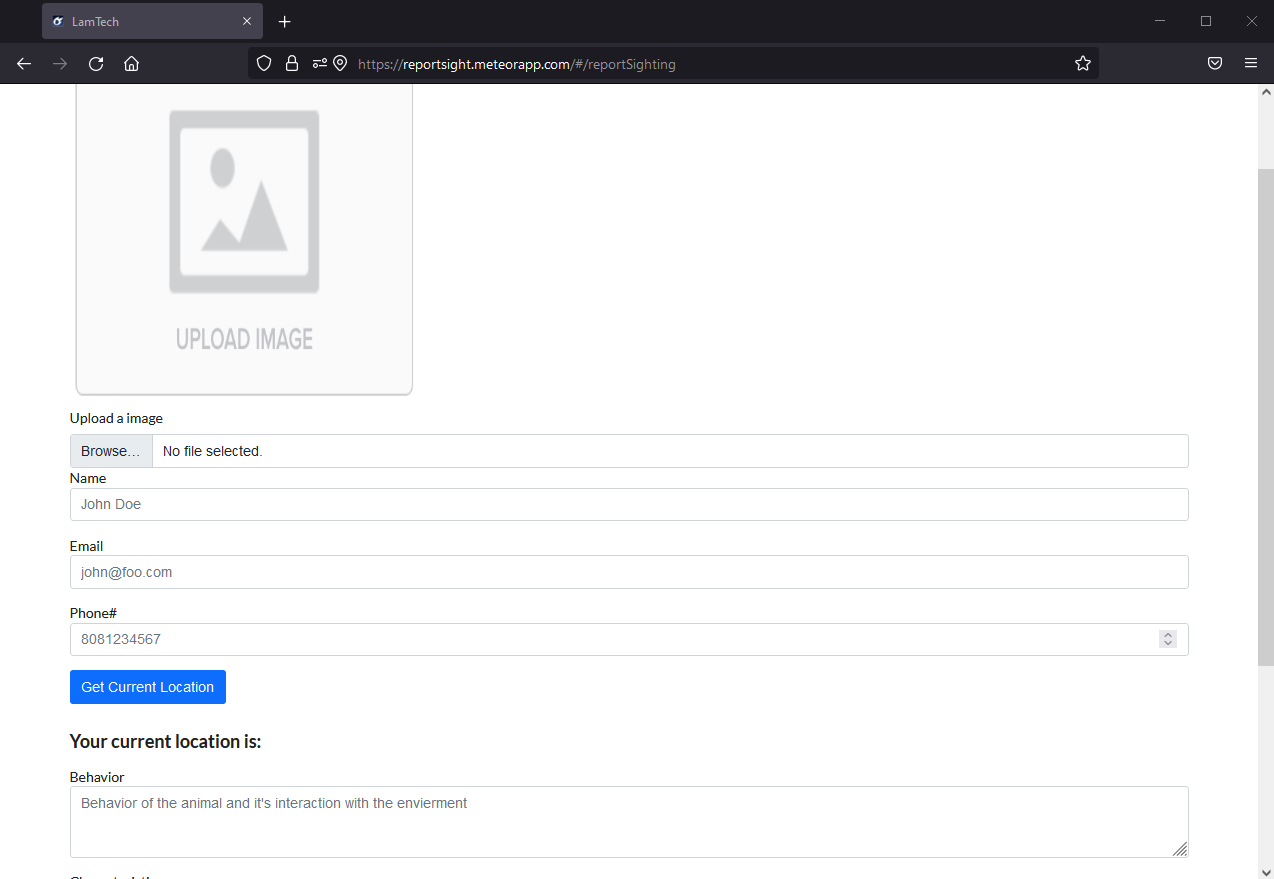 LamTech
https://reportsight.meteorapp.com/#/reportSighting
UPLOAD IMAGE
Upload a image
Browse... No file selected.
Name
John Doe
Email
john@foo.com
Phone#
8081234567
Get Current Location
Your current location is:
Behavior
Behavior of the animal and it's interaction with the envierment